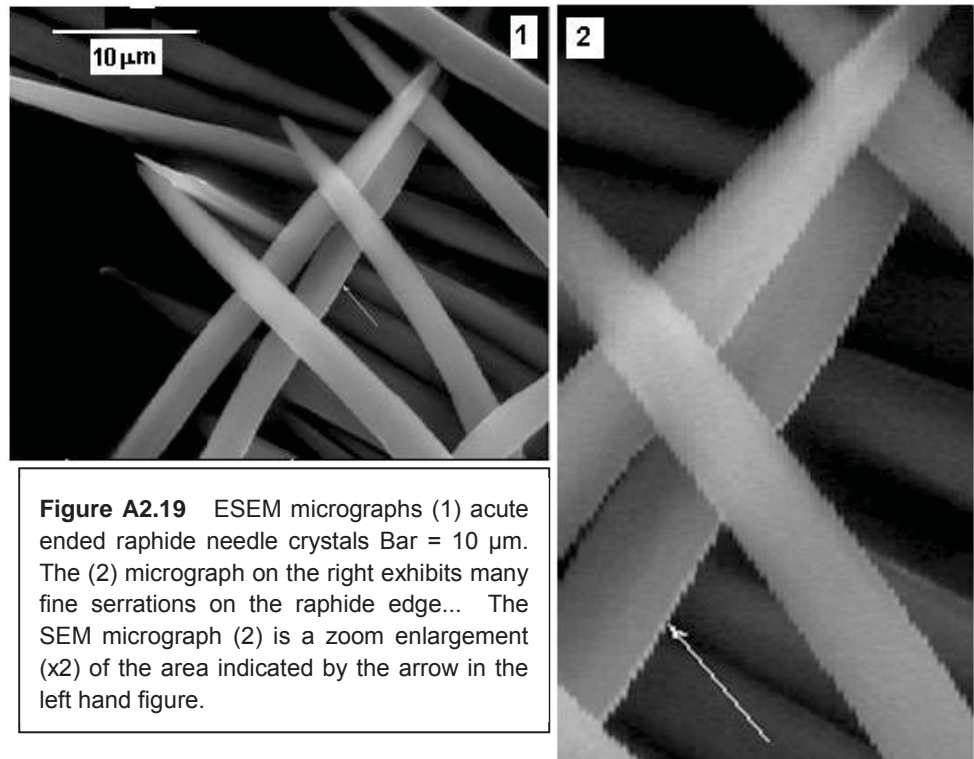 10 µm
1
2
Figure A2.19 ESEM micrographs (1) acute
ended raphide needle crystals Bar = 10 µm.
The (2) micrograph on the right exhibits many
fine serrations on the raphide edge... The
SEM micrograph (2) is a zoom enlargement
(x2) of the area indicated by the arrow in the
left hand figure.